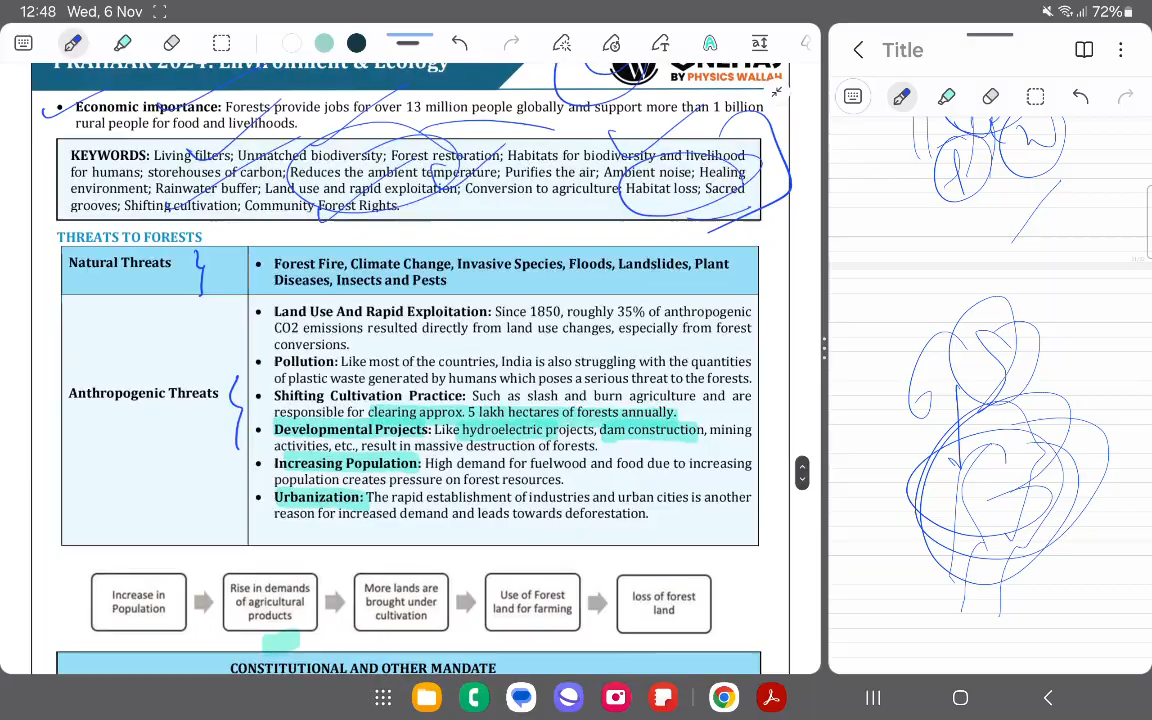 12:48 Wed, 6 Nov
72%
PRAHAAR 2024: Environment & Ecology
BY PHYSICS WALLAH
Title
• Economic importance: Forests provide jobs for over 13 million people globally and support more than 1 billion
rural people for food and livelihoods.
KEYWORDS: Living filters; Unmatched biodiversity; Forest restoration; Habitats for biodiversity and livelihood
for humans; storehouses of carbon; Reduces the ambient temperature; Purifies the air; Ambient noise; Healing
environment; Rainwater buffer; Land use and rapid exploitation; Conversion to agriculture; Habitat loss; Sacred
grooves; Shifting cultivation; Community Forest Rights.
THREATS TO FORESTS
Natural Threats
• Forest Fire, Climate Change, Invasive Species, Floods, Landslides, Plant
Diseases, Insects and Pests
Anthropogenic Threats
• Land Use And Rapid Exploitation: Since 1850, roughly 35% of anthropogenic
CO2 emissions resulted directly from land use changes, especially from forest
conversions.
• Pollution: Like most of the countries, India is also struggling with the quantities
of plastic waste generated by humans which poses a serious threat to the forests.
• Shifting Cultivation Practice: Such as slash and burn agriculture and are
responsible for clearing approx. 5 lakh hectares of forests annually.
• Developmental Projects: Like hydroelectric projects, dam construction, mining
activities, etc., result in massive destruction of forests.
• Increasing Population: High demand for fuelwood and food due to increasing
population creates pressure on forest resources.
• Urbanization: The rapid establishment of industries and urban cities is another
reason for increased demand and leads towards deforestation.
Increase in
Population
Rise in demands
of agricultural
products
More lands are
brought under
cultivation
Use of Forest
land for farming
loss of forest
land
CONSTITUTIONAL AND OTHER MANDATE